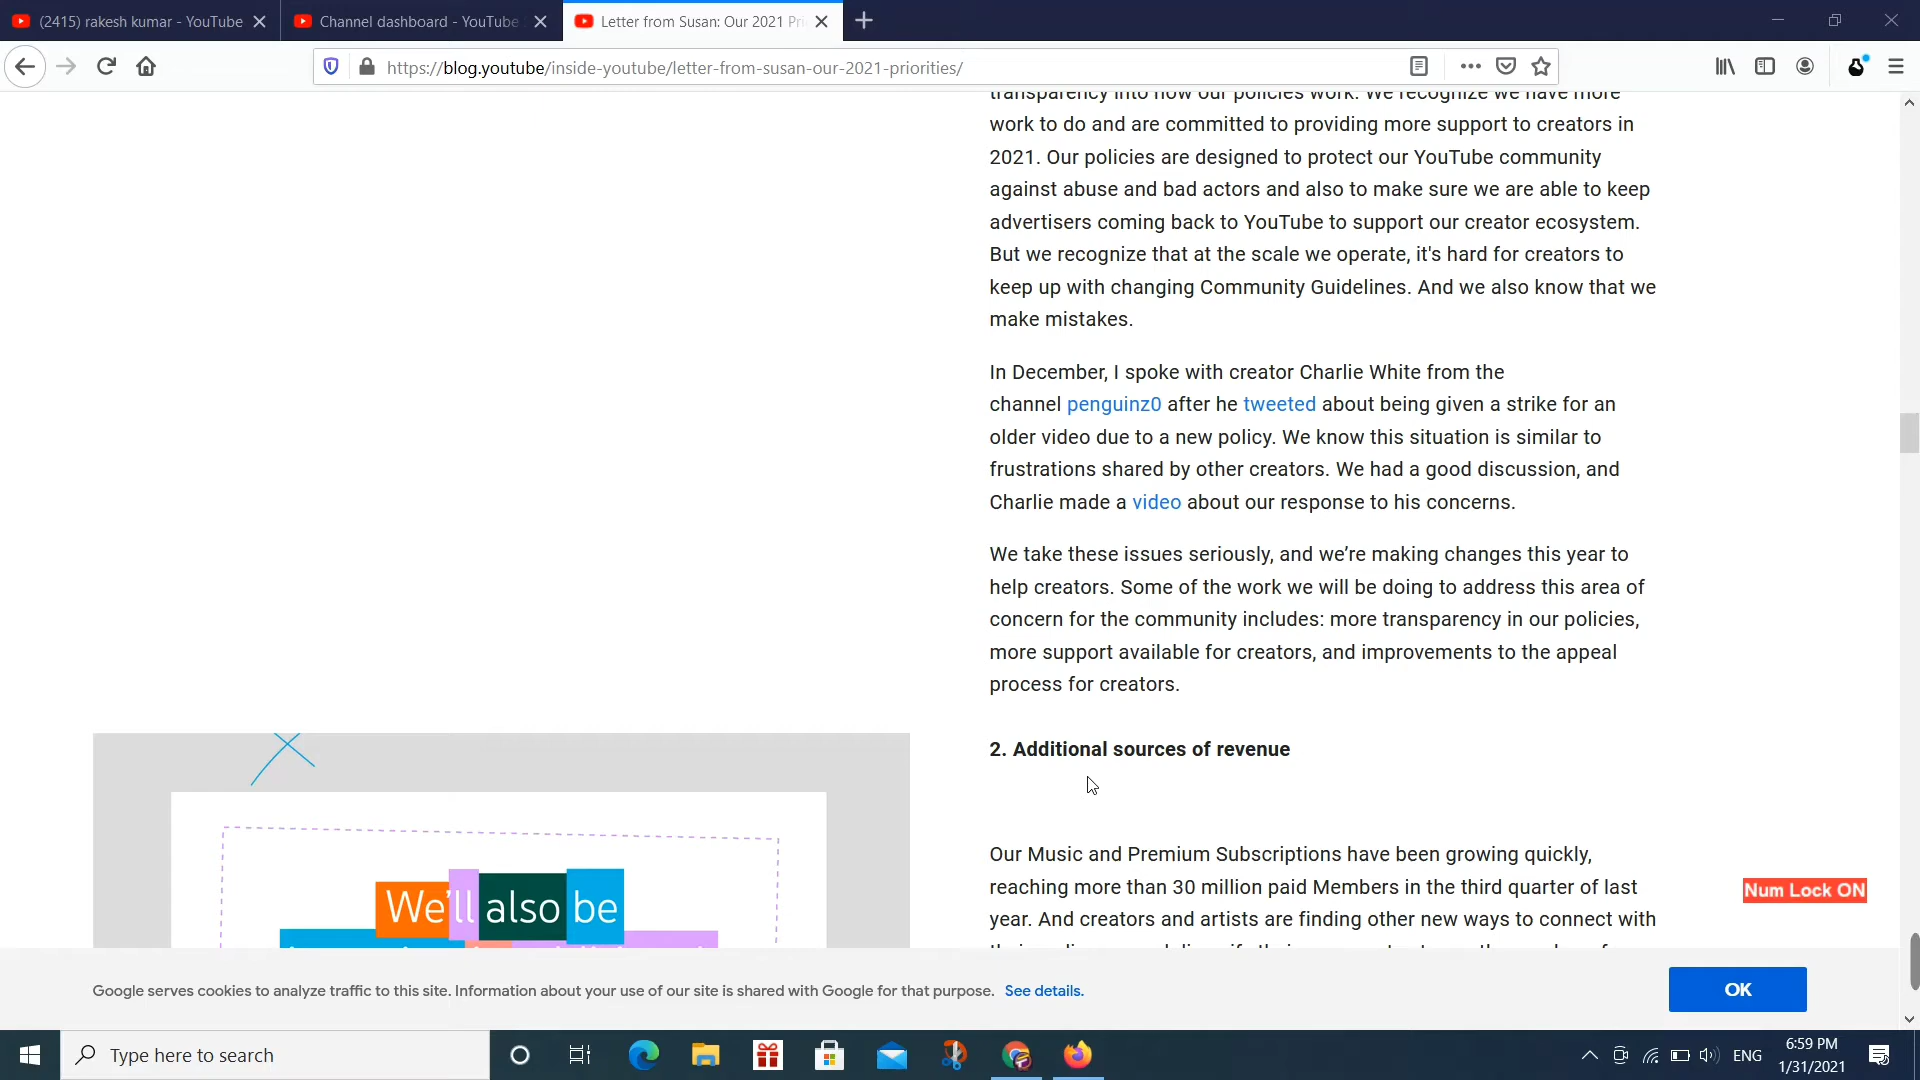 (2415) rakesh kumar - YouTube
Channel dashboard - YouTube
Letter from Susan: Our 2021 Pri
https://blog.youtube/inside-youtube/letter-from-susan-our-2021-priorities/
transparency into how our policies work. We recognize we have more
work to do and are committed to providing more support to creators in
2021. Our policies are designed to protect our YouTube community
against abuse and bad actors and also to make sure we are able to keep
advertisers coming back to YouTube to support our creator ecosystem.
But we recognize that at the scale we operate, it's hard for creators to
keep up with changing Community Guidelines. And we also know that we
make mistakes.
In December, I spoke with creator Charlie White from the
channel penguinz0 after he tweeted about being given a strike for an
older video due to a new policy. We know this situation is similar to
frustrations shared by other creators. We had a good discussion, and
Charlie made a video about our response to his concerns.
We take these issues seriously, and we’re making changes this year to
help creators. Some of the work we will be doing to address this area of
concern for the community includes: more transparency in our policies,
more support available for creators, and improvements to the appeal
process for creators.
2. Additional sources of revenue
Our Music and Premium Subscriptions have been growing quickly,
reaching more than 30 million paid Members in the third quarter of last
year. And creators and artists are finding other new ways to connect with
We'll also be
Num Lock ON
Google serves cookies to analyze traffic to this site. Information about your use of our site is shared with Google for that purpose. See details.
OK
Type here to search
ENG
6:59 PM
1/31/2021